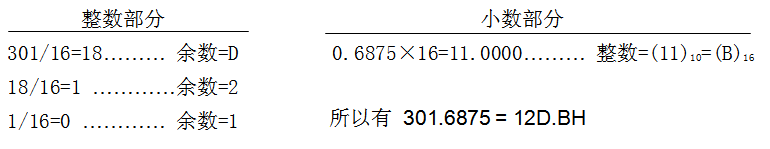 整数部分
301/16=18......... 余数=D
18/16=1 ............余数=2
1/16=0 ............ 余数=1
小数部分
0.6875×16=11.0000......... 整数=(11)₁₀=(B)₁₆
所以有 301.6875 = 12D.BH